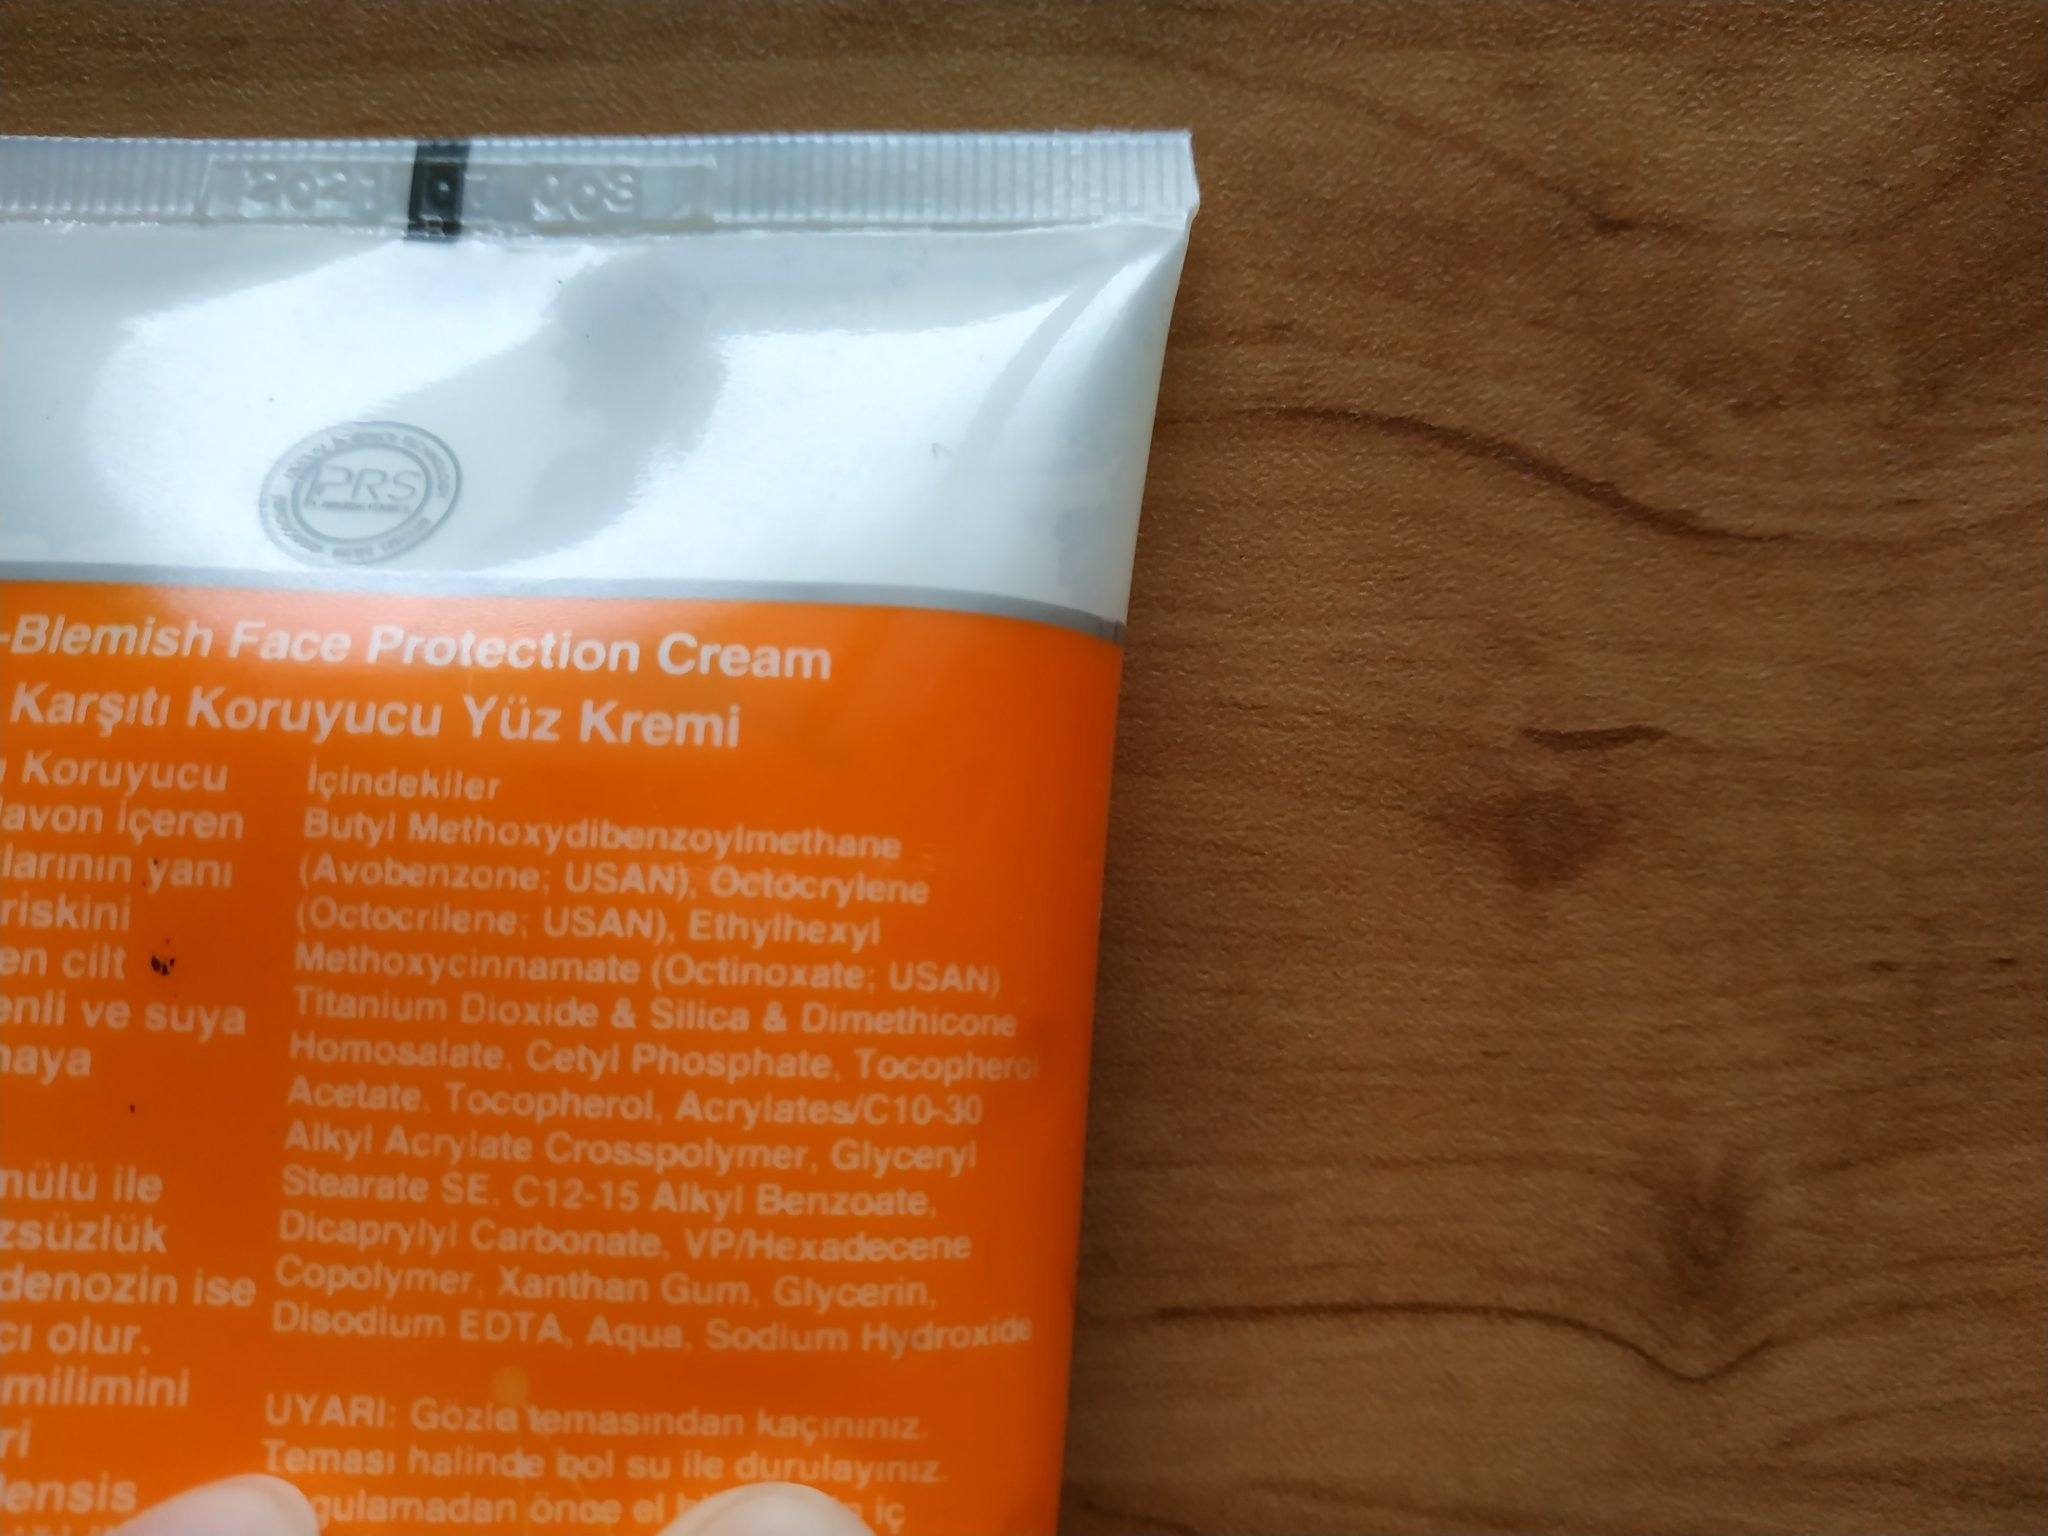 PRS
-Blemish Face Protection Cream
Karşıtı Koruyucu Yüz Kremi
Koruyucu
lavon içeren
larının yanı
riskini
en cilt
enli ve suya
maya
nülü ile
zsüzlük
denozin ise
cı olur.
milimini
ri
lensis
İçindekiler
Butyl Methoxydibenzoylmethane
(Avobenzone; USAN), Octocrylene
(Octocrilene; USAN), Ethylhexyl
Methoxycinnamate (Octinoxate; USAN)
Titanium Dioxide & Silica & Dimethicone
Homosalate, Cetyl Phosphate, Tocopherol
Acetate, Tocopherol, Acrylates/C10-30
Alkyl Acrylate Crosspolymer, Glyceryl
Stearate SE, C12-15 Alkyl Benzoate,
Dicaprylyl Carbonate, VP/Hexadecene
Copolymer, Xanthan Gum, Glycerin,
Disodium EDTA, Aqua, Sodium Hydroxide
UYARI: Gözle temasından kaçınınız.
Teması halinde bol su ile durulayınız.
gulamadan önce el iç